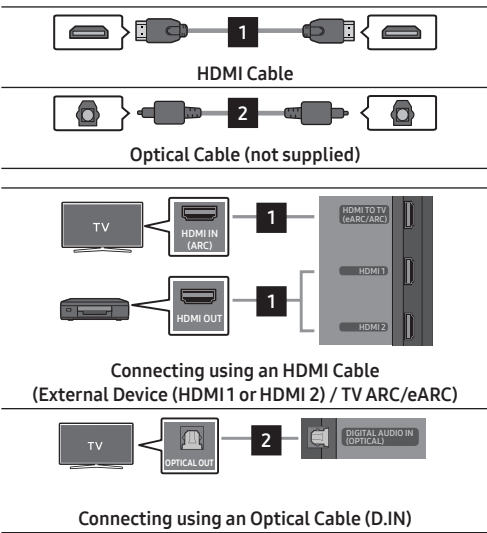 1
HDMI Cable
2
Optical Cable (not supplied)
TV
HDMI IN
(ARC)
1
HDMI TO TV
(eARC/ARC)
HDMI OUT
1
HDMI 1
HDMI 2
Connecting using an HDMI Cable
(External Device (HDMI 1 or HDMI 2) / TV ARC/eARC)
TV
OPTICAL OUT
2
DIGITAL AUDIO IN
(OPTICAL)
Connecting using an Optical Cable (D.IN)